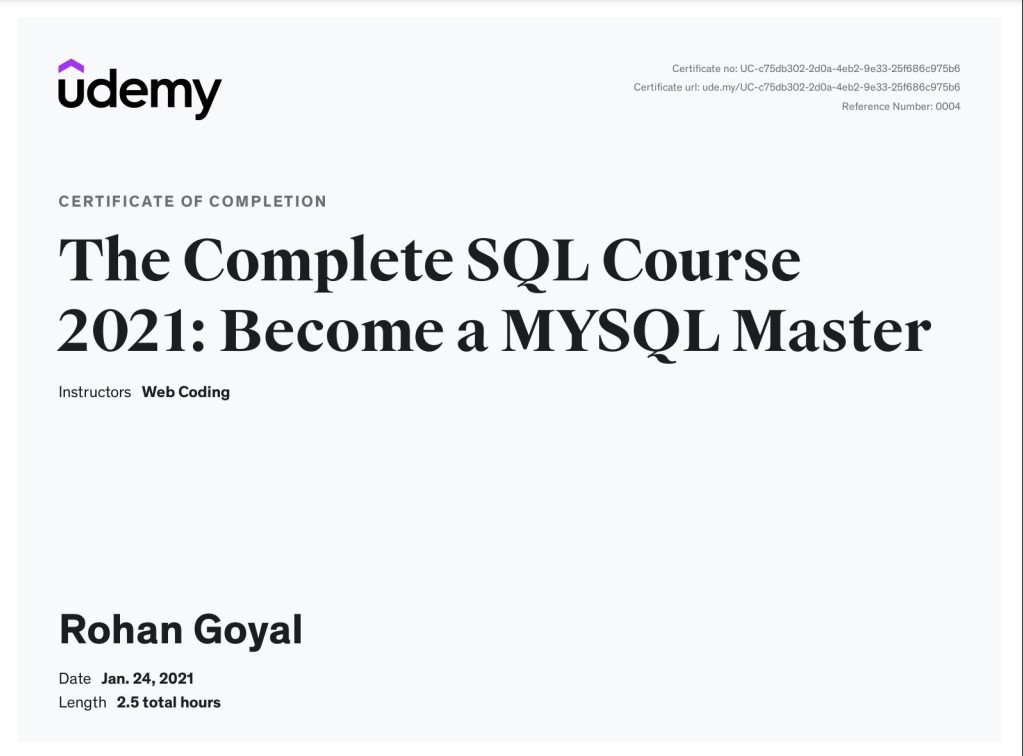 udemy
Certificate no: UC-c75db302-2d0a-4eb2-9e33-25f686c975b6
Certificate url: ude.my/UC-c75db302-2d0a-4eb2-9e33-25f686c975b6
Reference Number: 0004
CERTIFICATE OF COMPLETION
The Complete SQL Course
2021: Become a MYSQL Master
Instructors Web Coding
Rohan Goyal
Date Jan. 24, 2021
Length 2.5 total hours